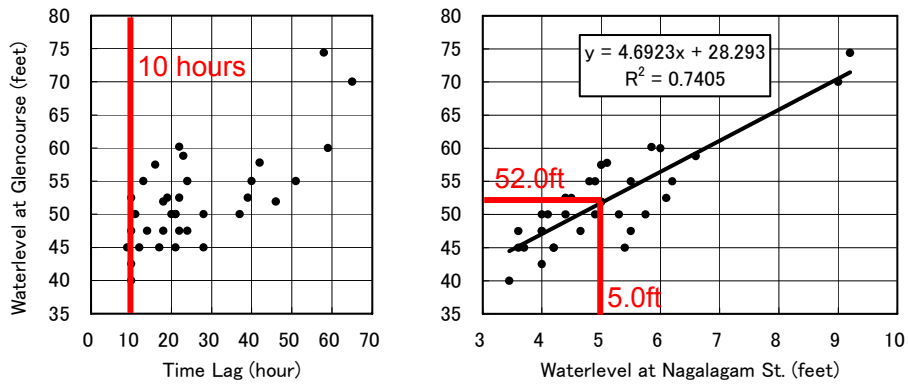 Waterlevel at Glencourse (feet)
80
75
70
65
60
55
50
45
40
35
10 hours
0 10 20 30 40 50 60 70
Time Lag (hour)
80
75
70
65
60
55
50
45
40
35
y = 4.6923x + 28.293
R² = 0.7405
52.0ft
5.0ft
3 4 5 6 7 8 9 10
Waterlevel at Nagalagam St. (feet)